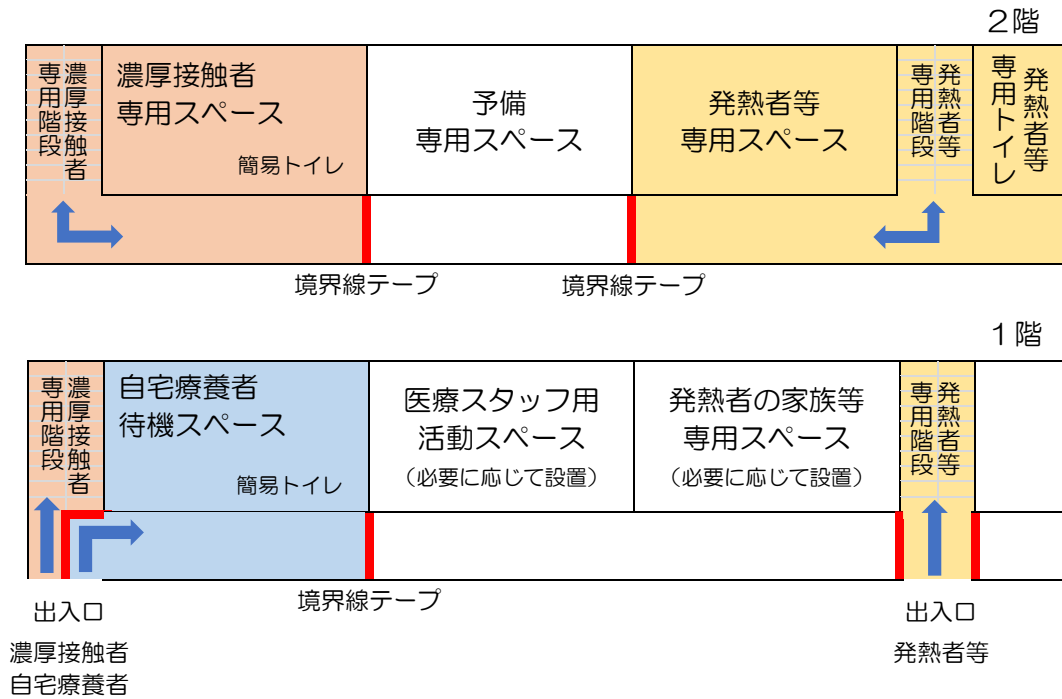 2階
濃厚接触者
専用階段
濃厚接触者
専用スペース
簡易トイレ
予備
専用スペース
発熱者等
専用スペース
発熱者等
専用階段
発熱者等
専用トイレ
境界線テープ
境界線テープ
1階
濃厚接触者
専用階段
自宅療養者
待機スペース
簡易トイレ
医療スタッフ用
活動スペース
（必要に応じて設置）
発熱者の家族等
専用スペース
（必要に応じて設置）
発熱者等
専用階段
境界線テープ
出入口
濃厚接触者
自宅療養者
出入口
発熱者等